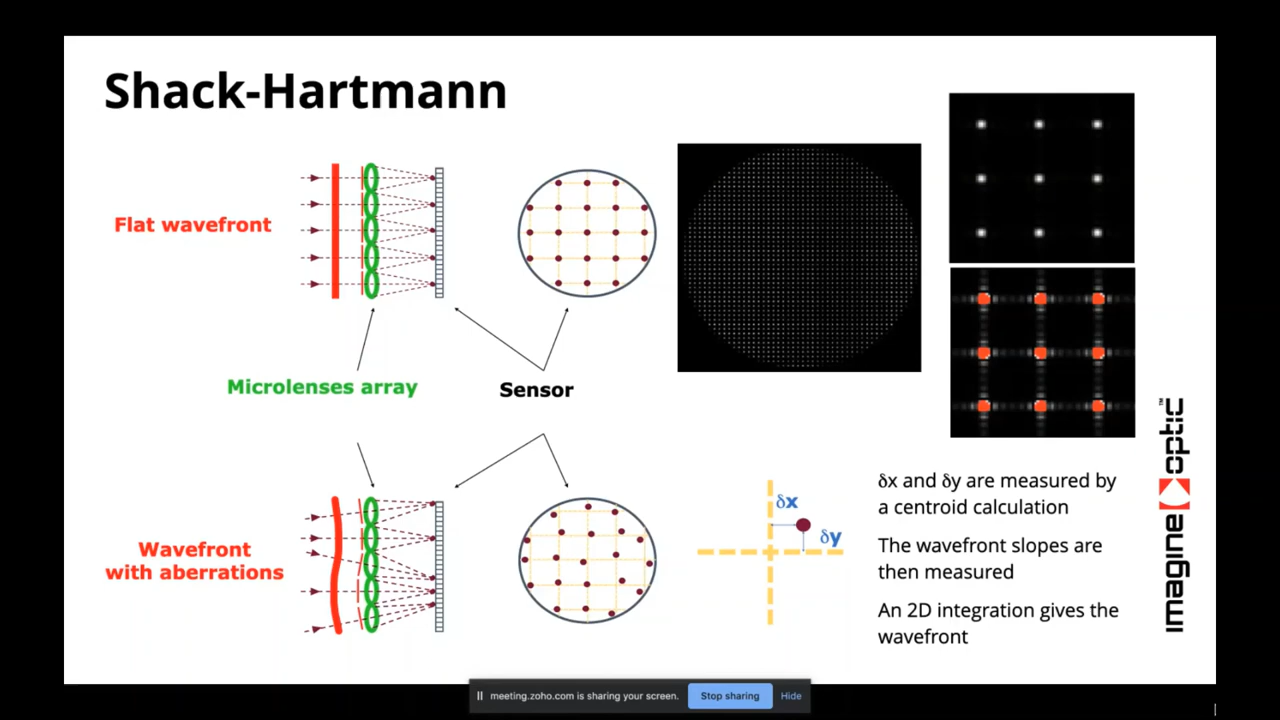 Shack-Hartmann
Flat wavefront
Microlenses array
Sensor
Wavefront
with aberrations
δx
δy
δx and δy are measured by
a centroid calculation
The wavefront slopes are
then measured
An 2D integration gives the
wavefront
imagine optic™
meeting.zoho.com is sharing your screen.
Stop sharing
Hide